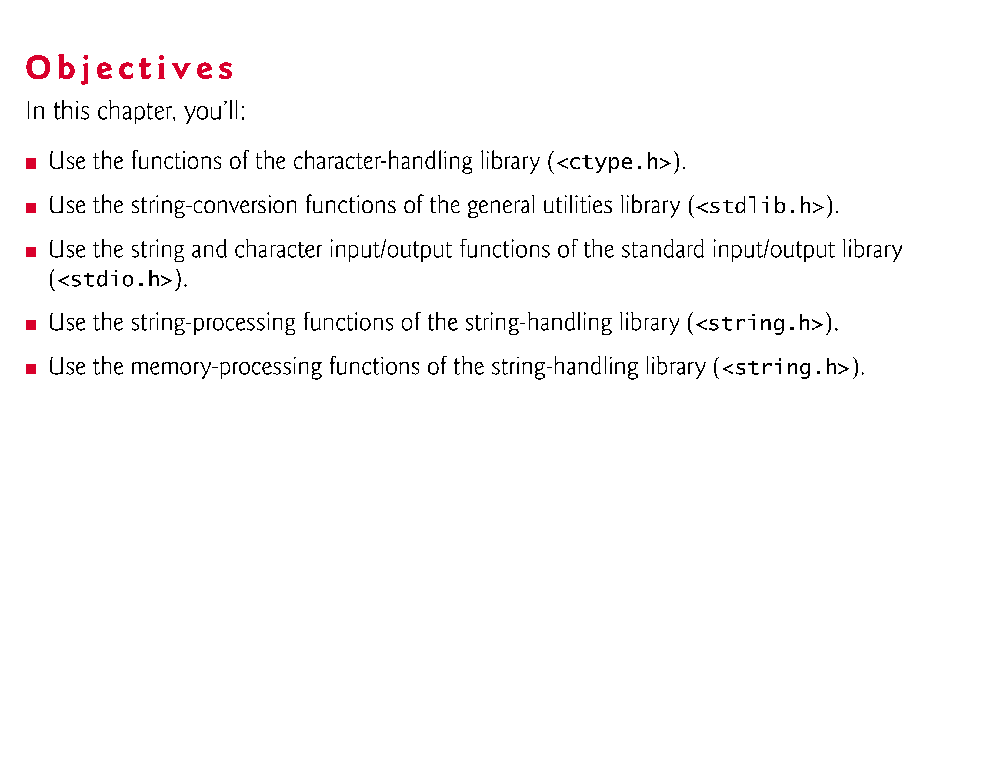 Objectives
In this chapter, you’ll:
■ Use the functions of the character-handling library (<ctype.h>).
■ Use the string-conversion functions of the general utilities library (<stdlib.h>).
■ Use the string and character input/output functions of the standard input/output library
(<stdio.h>).
■ Use the string-processing functions of the string-handling library (<string.h>).
■ Use the memory-processing functions of the string-handling library (<string.h>).